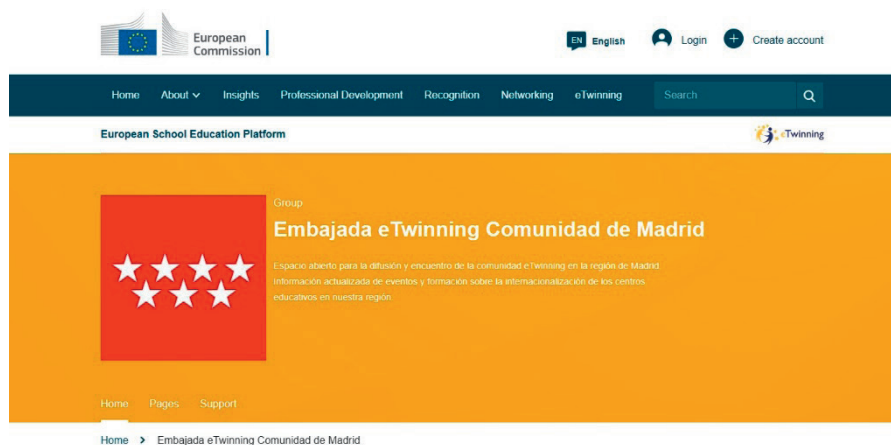 European
Commission
EN English
Login
Create account
Home
About
Insights
Professional Development
Recognition
Networking
eTwinning
Search
European School Education Platform
eTwinning
Group
Embajada eTwinning Comunidad de Madrid
Espacio abierto para la difusión y encuentro de la comunidad eTwinning en la región de Madrid
Información actualizada de eventos y formación sobre la internacionalización de los centros
educativos en nuestra región
Home
Pages
Support
Home > Embajada eTwinning Comunidad de Madrid